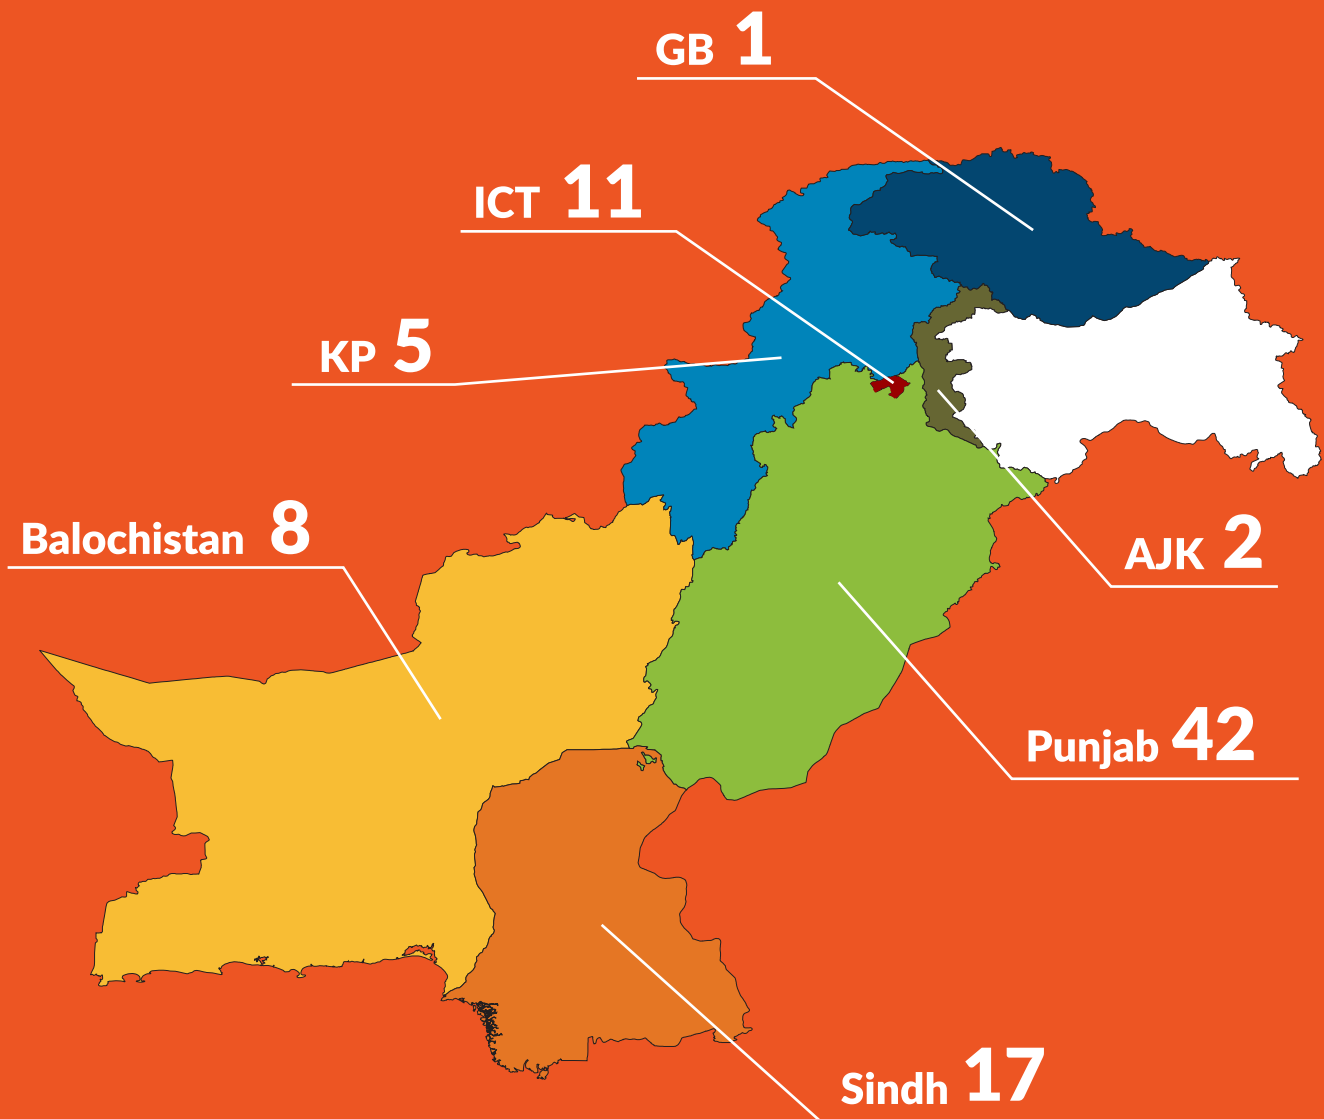 GB 1
ICT 11
KP 5
Balochistan 8
AJK 2
Punjab 42
Sindh 17